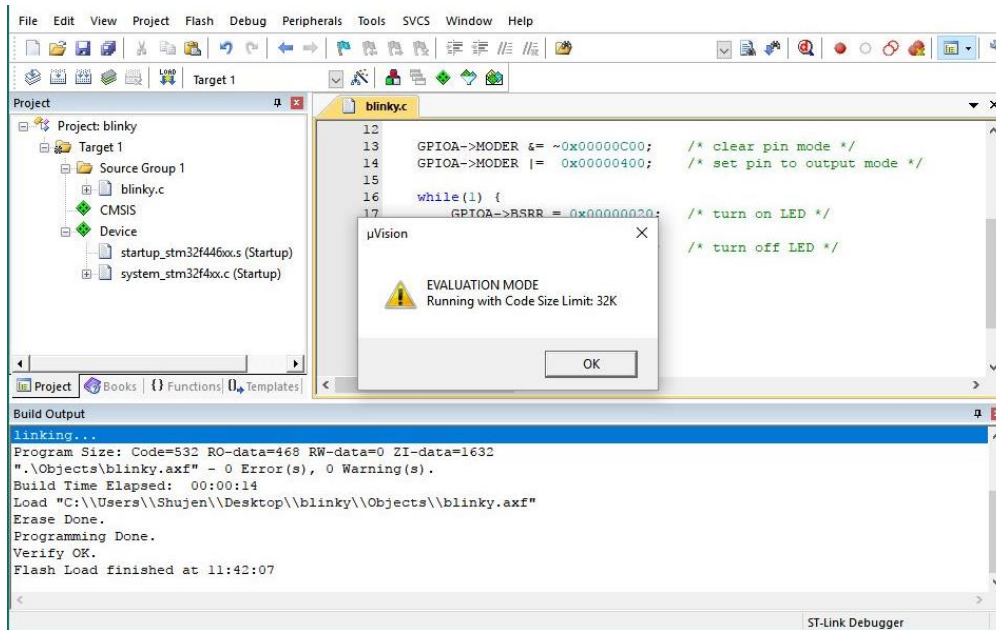 File Edit View Project Flash Debug Peripherals Tools SVCS Window Help
LOAD Target 1
Project
blinky.c
Project: blinky
Target 1
Source Group 1
blinky.c
CMSIS
Device
startup_stm32f446xx.s (Startup)
system_stm32f4xx.c (Startup)
Project Books {} Functions Templates
12
13 GPIOA->MODER &= ~0x00000C00; /* clear pin mode */
14 GPIOA->MODER |= 0x00000400; /* set pin to output mode */
15
16 while(1) {
17 GPIOA->BSRR = 0x00000020; /* turn on LED */
/* turn off LED */
µVision
EVALUATION MODE
Running with Code Size Limit: 32K
OK
Build Output
linking...
Program Size: Code=532 RO-data=468 RW-data=0 ZI-data=1632
".\Objects\blinky.axf" - 0 Error(s), 0 Warning(s).
Build Time Elapsed: 00:00:14
Load "C:\\Users\\Shujen\\Desktop\\blinky\\Objects\\blinky.axf"
Erase Done.
Programming Done.
Verify OK.
Flash Load finished at 11:42:07
ST-Link Debugger